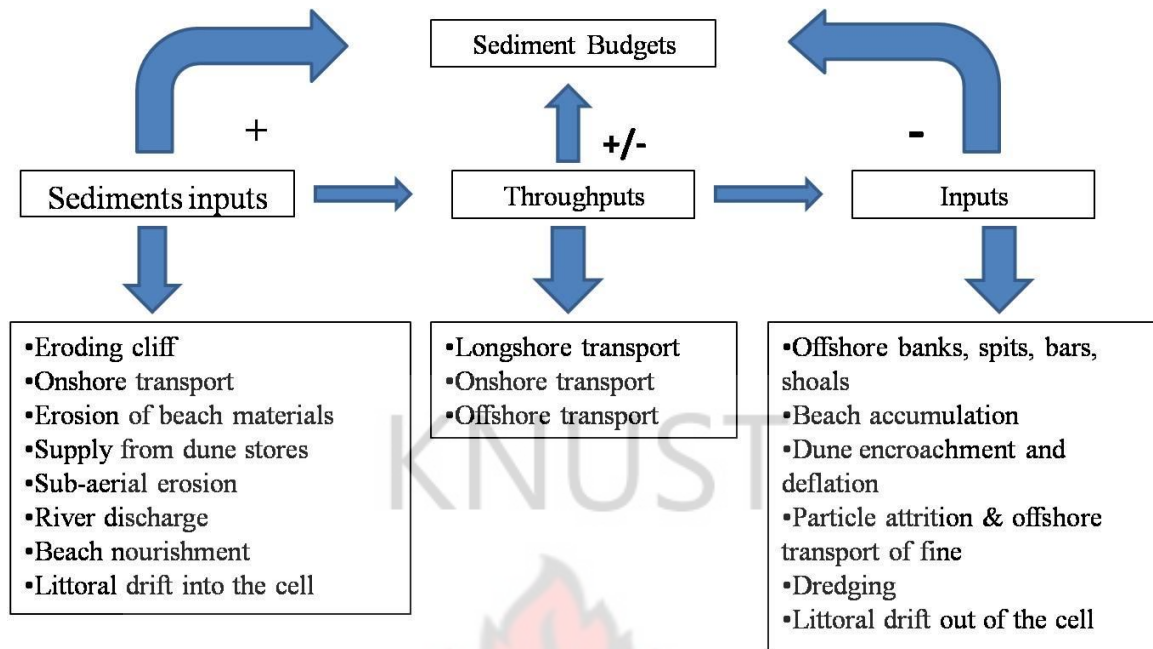 Sediment Budgets
+
+/-
-
Sediments inputs
Throughputs
Inputs
▪Eroding cliff
▪Onshore transport
▪Erosion of beach materials
▪Supply from dune stores
▪Sub-aerial erosion
▪River discharge
▪Beach nourishment
▪Littoral drift into the cell
▪Longshore transport
▪Onshore transport
▪Offshore transport
▪Offshore banks, spits, bars,
shoals
▪Beach accumulation
▪Dune encroachment and
deflation
▪Particle attrition & offshore
transport of fine
▪Dredging
▪Littoral drift out of the cell
KNUST